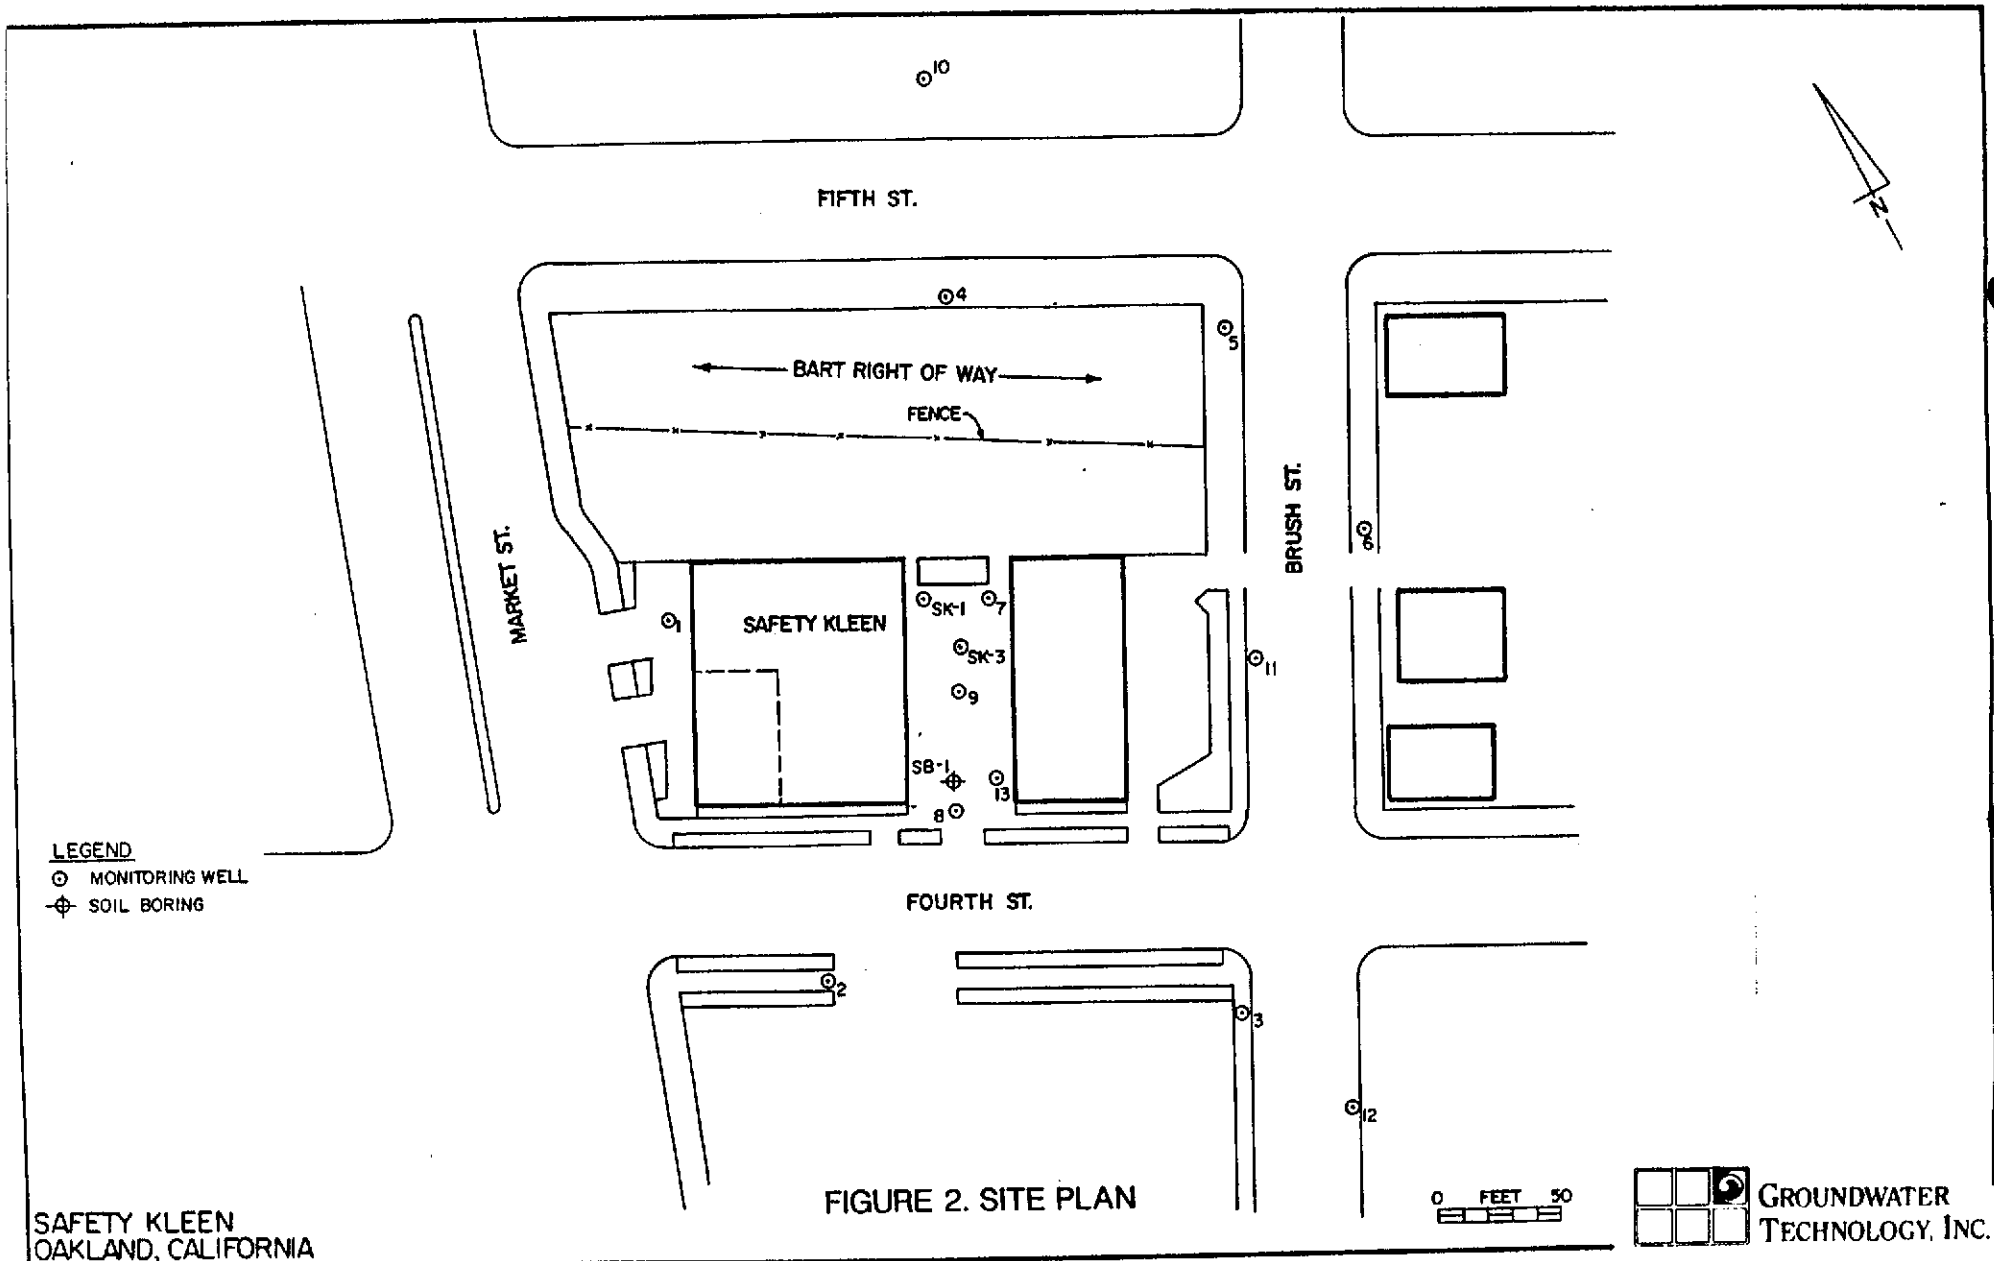 10
FIFTH ST.
N
4
5
BART RIGHT OF WAY
FENCE
BRUSH ST.
MARKET ST.
6
SK-1
7
1
SAFETY KLEEN
SK-3
11
9
SB-1
13
8
LEGEND
MONITORING WELL
SOIL BORING
FOURTH ST.
2
3
12
FIGURE 2. SITE PLAN
0 FEET 50
GROUNDWATER
TECHNOLOGY, INC.
SAFETY KLEEN
OAKLAND, CALIFORNIA